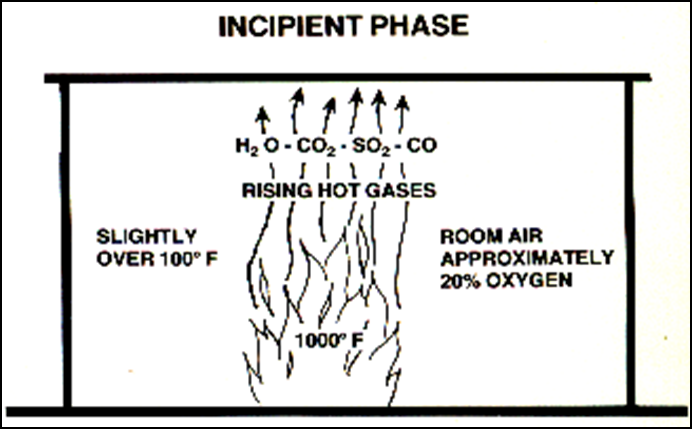 INCIPIENT PHASE
H₂O - CO₂ - SO₂ - CO
RISING HOT GASES
SLIGHTLY
OVER 100° F
ROOM AIR
APPROXIMATELY
20% OXYGEN
1000° F